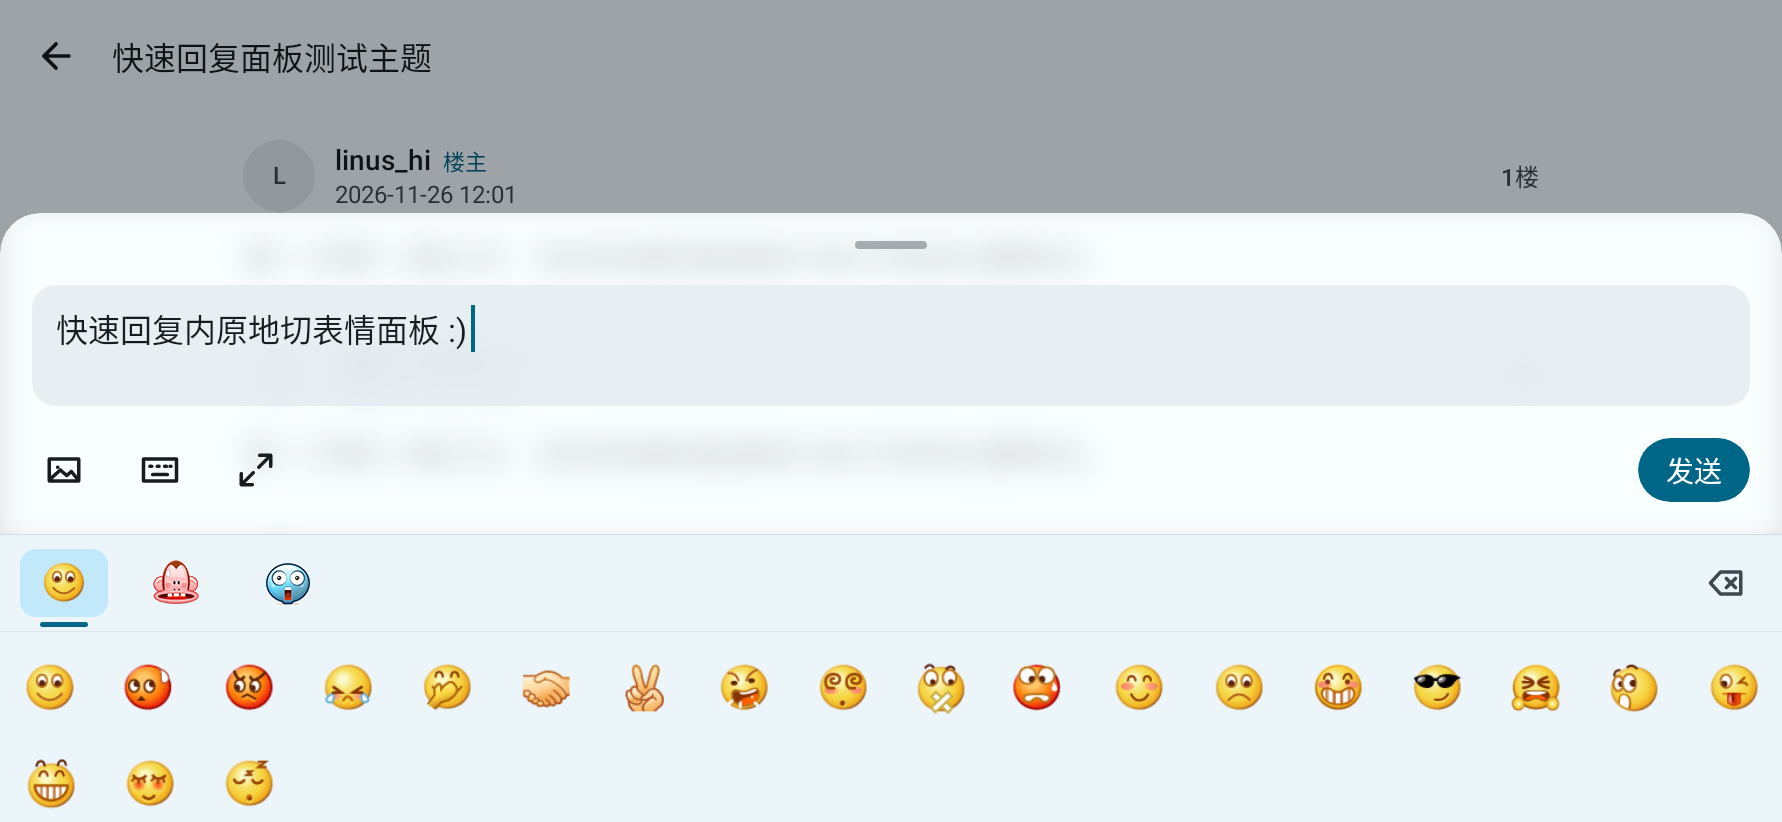 快速回复面板测试主题
L
linus_hi 楼主
2026-11-26 12:01
1楼
快速回复内原地切表情面板 :)
发送